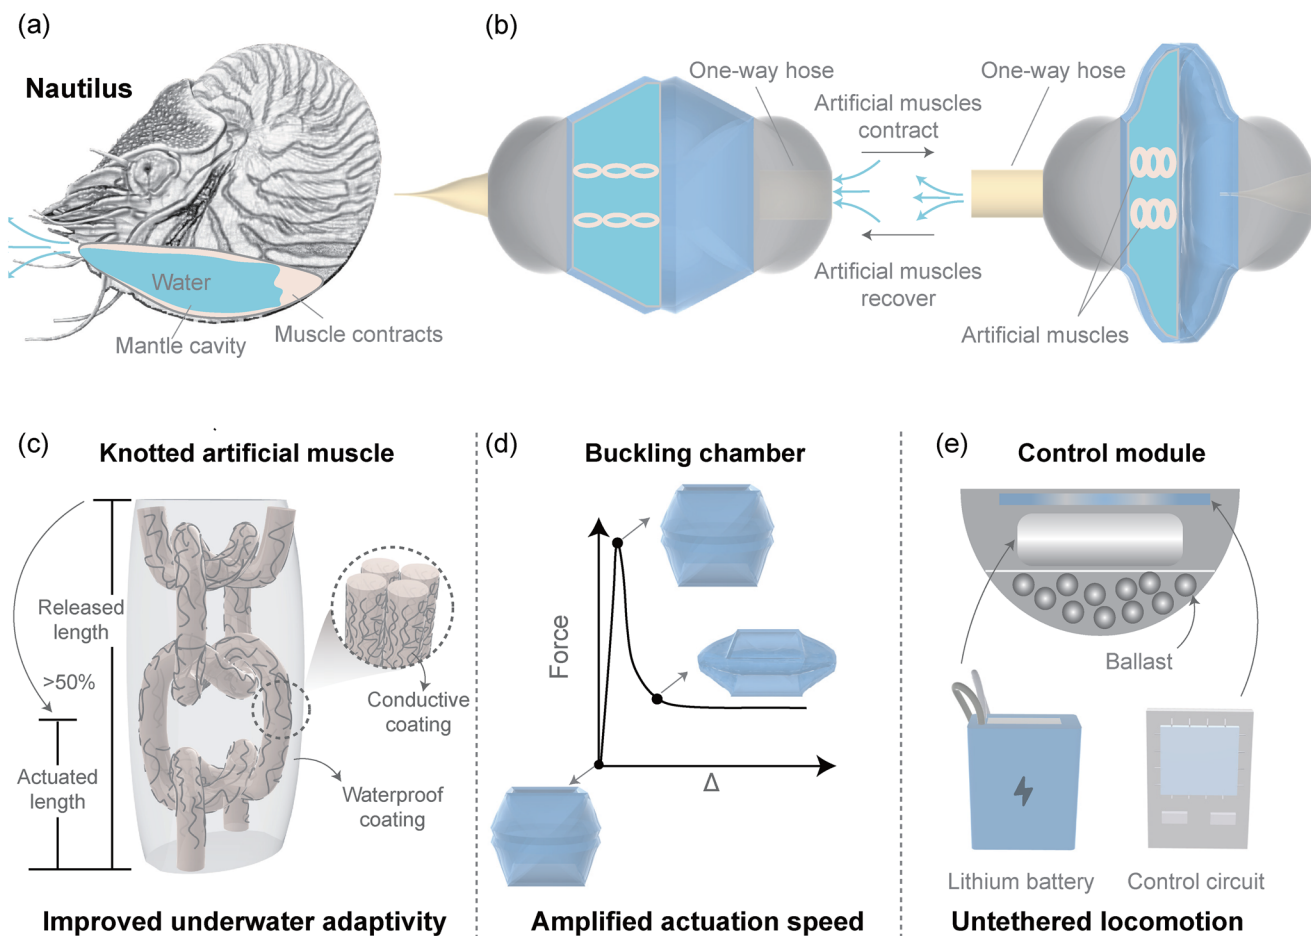 (a)
Nautilus
Water
Mantle cavity
Muscle contracts
(b)
One-way hose
Artificial muscles
contract
One-way hose
Artificial muscles
recover
Artificial muscles
(c)
Knotted artificial muscle
Released
length
>50%
Actuated
length
Conductive
coating
Waterproof
coating
Improved underwater adaptivity
(d)
Buckling chamber
Force
Δ
Amplified actuation speed
(e)
Control module
Ballast
Lithium battery
Control circuit
Untethered locomotion